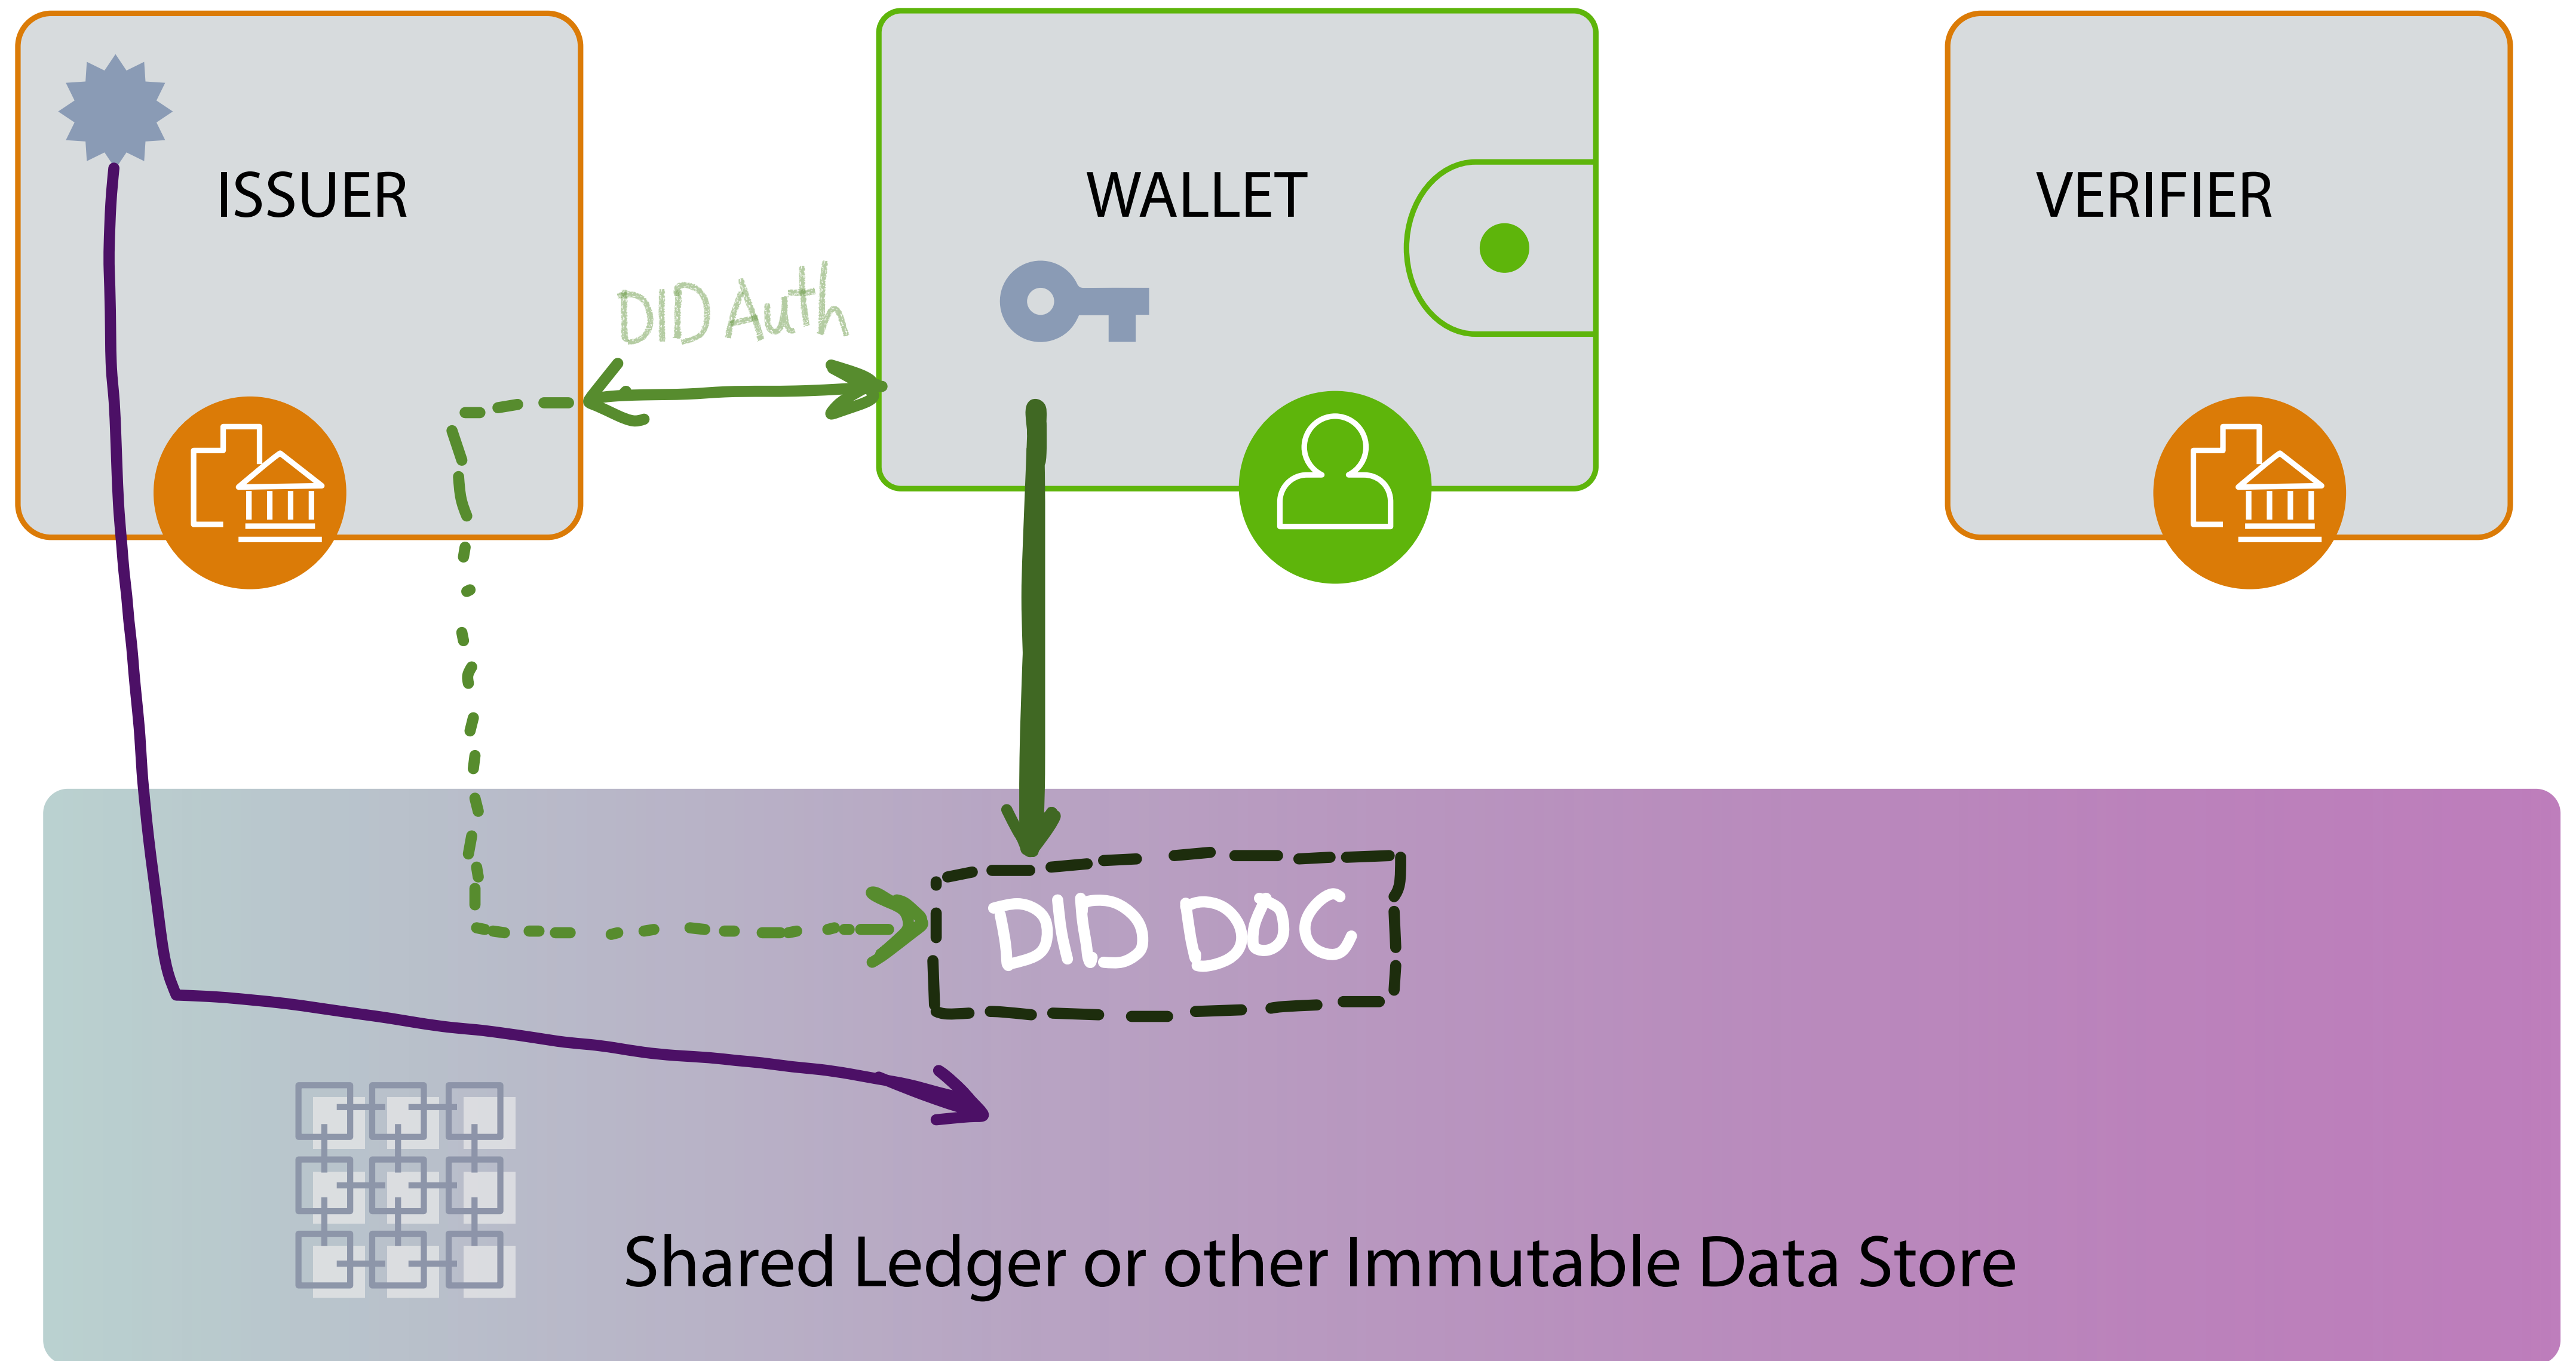 ISSUER
WALLET
VERIFIER
DID Auth
DID DOC
Shared Ledger or other Immutable Data Store